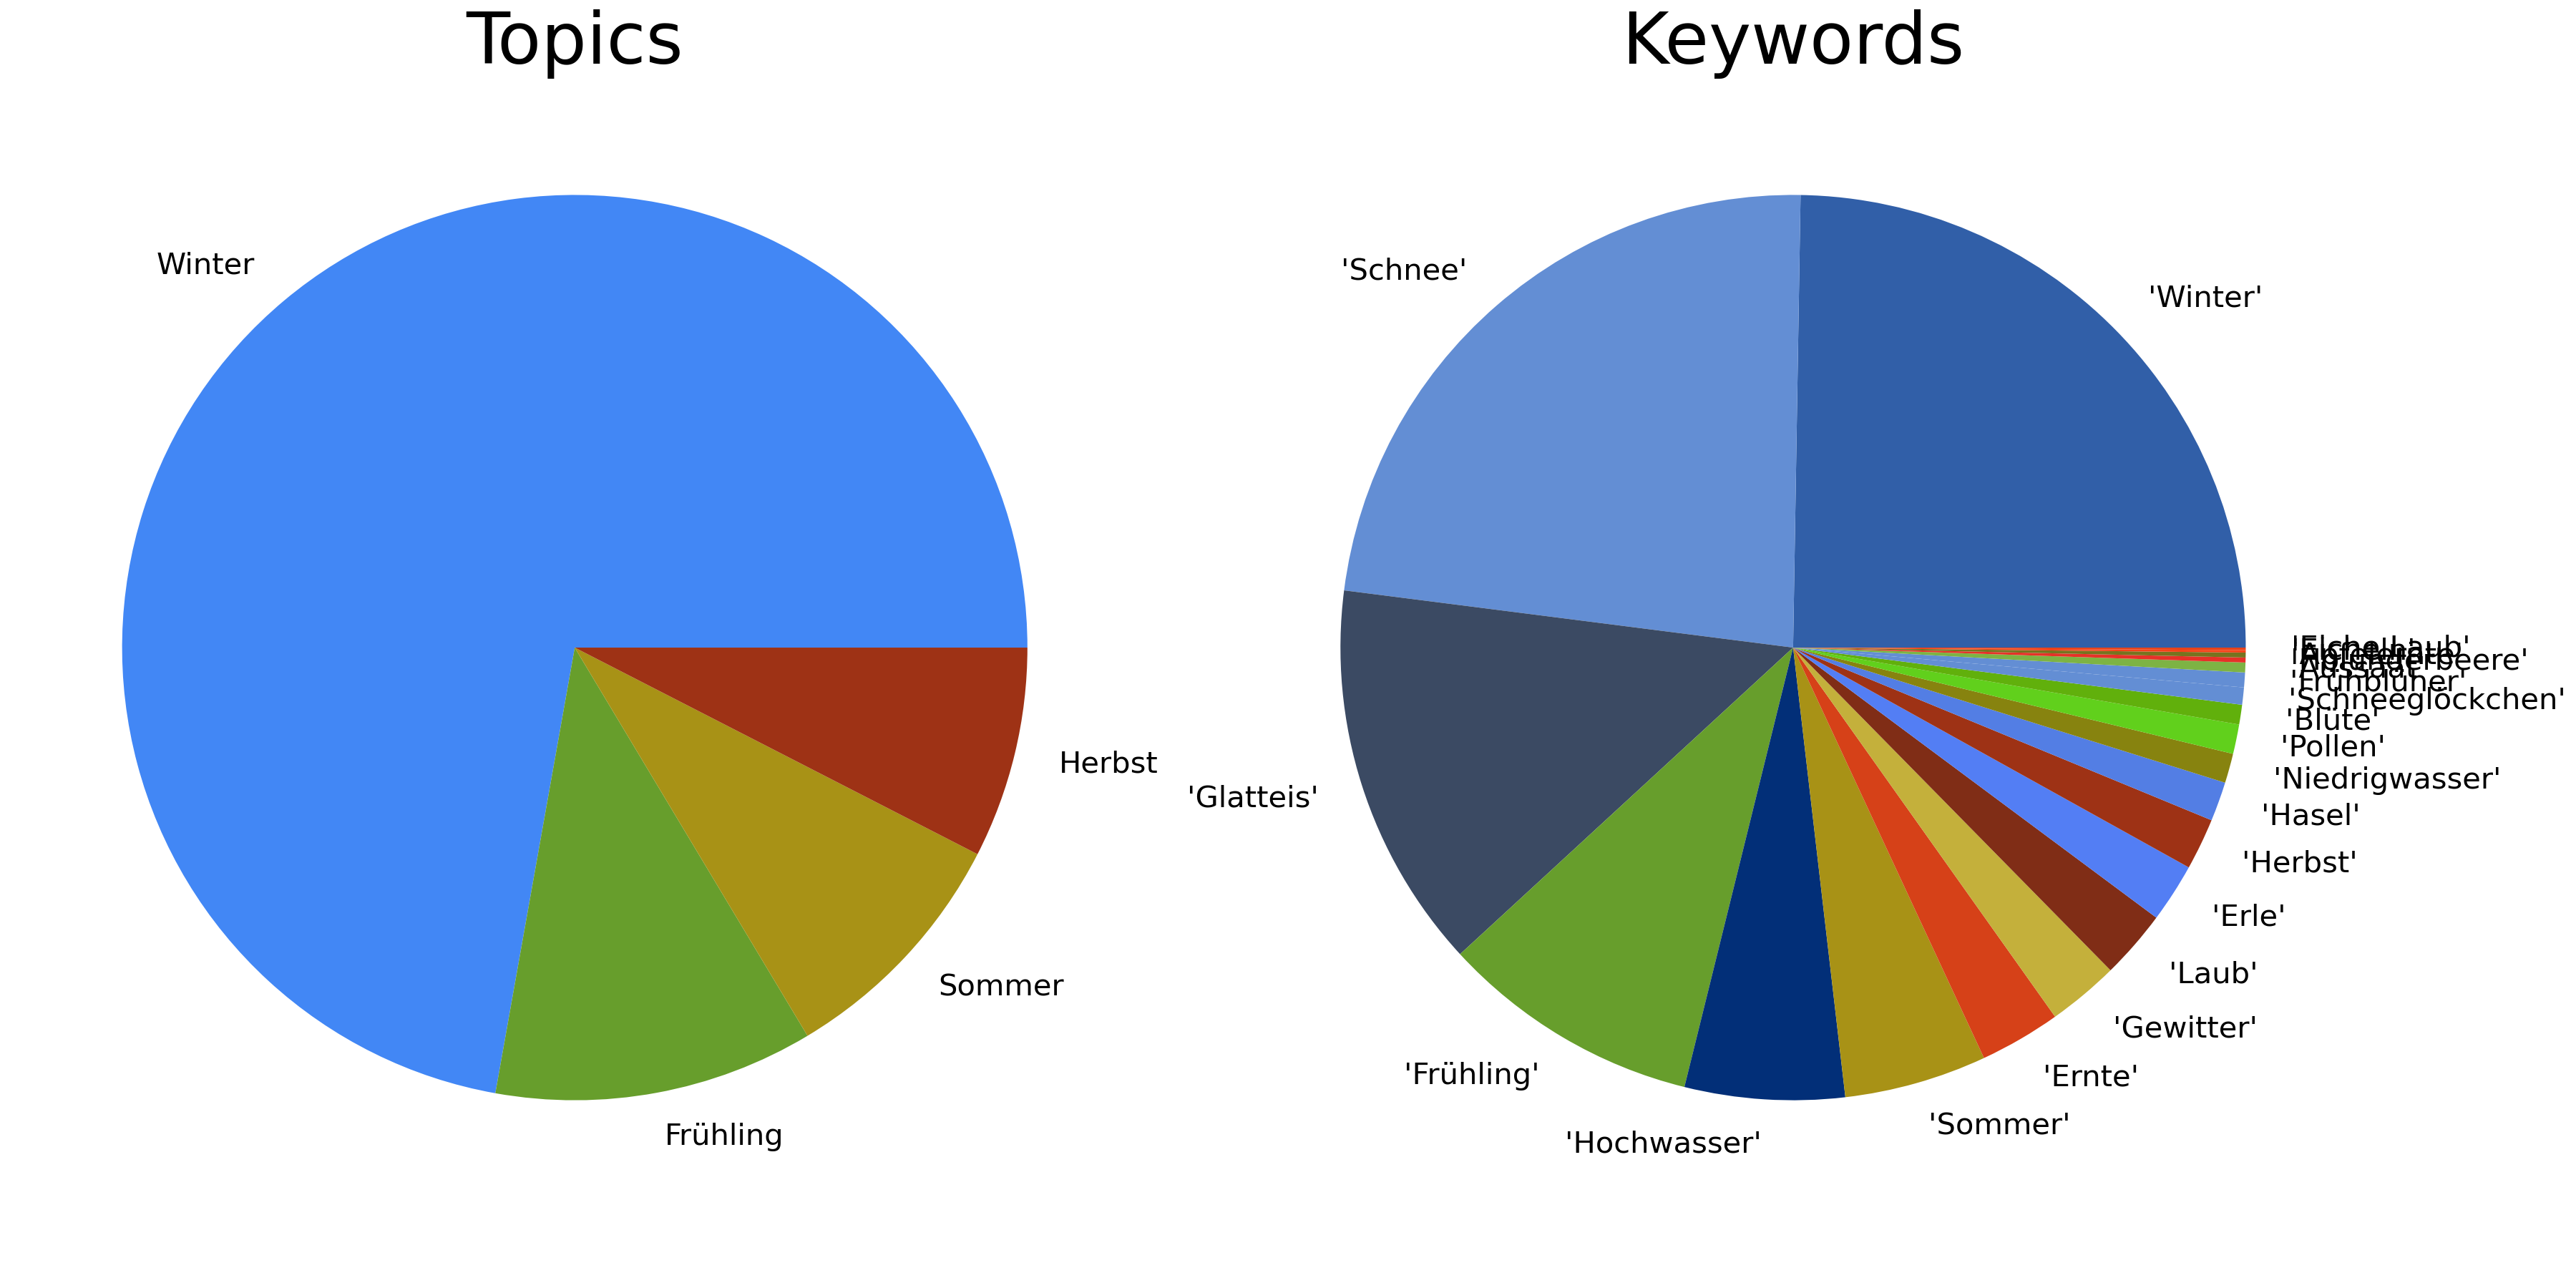 Topics
Keywords
Winter
Herbst
Sommer
Frühling
'Schnee'
'Winter'
'Schneeglöckchen'
'Blüte'
'Pollen'
'Niedrigwasser'
'Hasel'
'Herbst'
'Erle'
'Laub'
'Gewitter'
'Ernte'
'Sommer'
'Hochwasser'
'Frühling'
'Glatteis'
'Frühblüher'